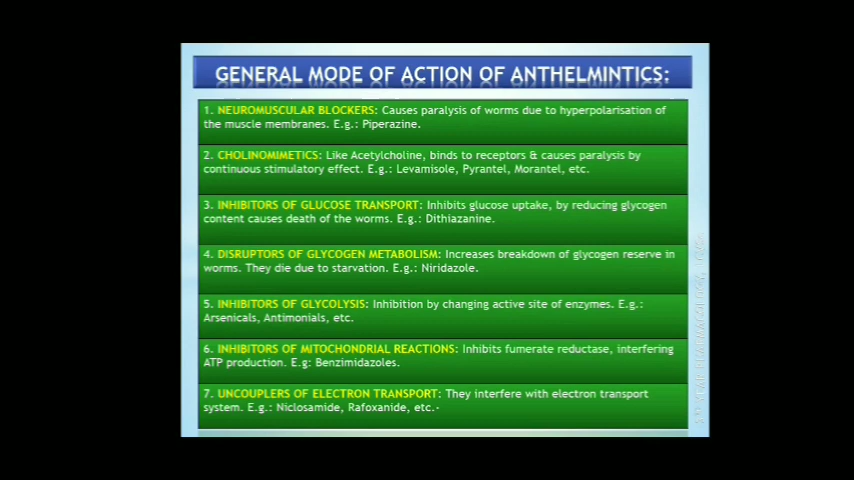 GENERAL MODE OF ACTION OF ANTHELMINTICS:
1. NEUROMUSCULAR BLOCKERS: Causes paralysis of worms due to hyperpolarisation of
the muscle membranes. E.g.: Piperazine.
2. CHOLINOMIMETICS: Like Acetylcholine, binds to receptors & causes paralysis by
continuous stimulatory effect. E.g.: Levamisole, Pyrantel, Morantel, etc.
3. INHIBITORS OF GLUCOSE TRANSPORT: Inhibits glucose uptake, by reducing glycogen
content causes death of the worms. E.g.: Dithiazanine.
4. DISRUPTORS OF GLYCOGEN METABOLISM: Increases breakdown of glycogen reserve in
worms. They die due to starvation. E.g.: Niridazole.
5. INHIBITORS OF GLYCOLYSIS: Inhibition by changing active site of enzymes. E.g.:
Arsenicals, Antimonials, etc.
6. INHIBITORS OF MITOCHONDRIAL REACTIONS: Inhibits fumerate reductase, interfering
ATP production. E.g: Benzimidazoles.
7. UNCOUPLERS OF ELECTRON TRANSPORT: They interfere with electron transport
system. E.g.: Niclosamide, Rafoxanide, etc.-